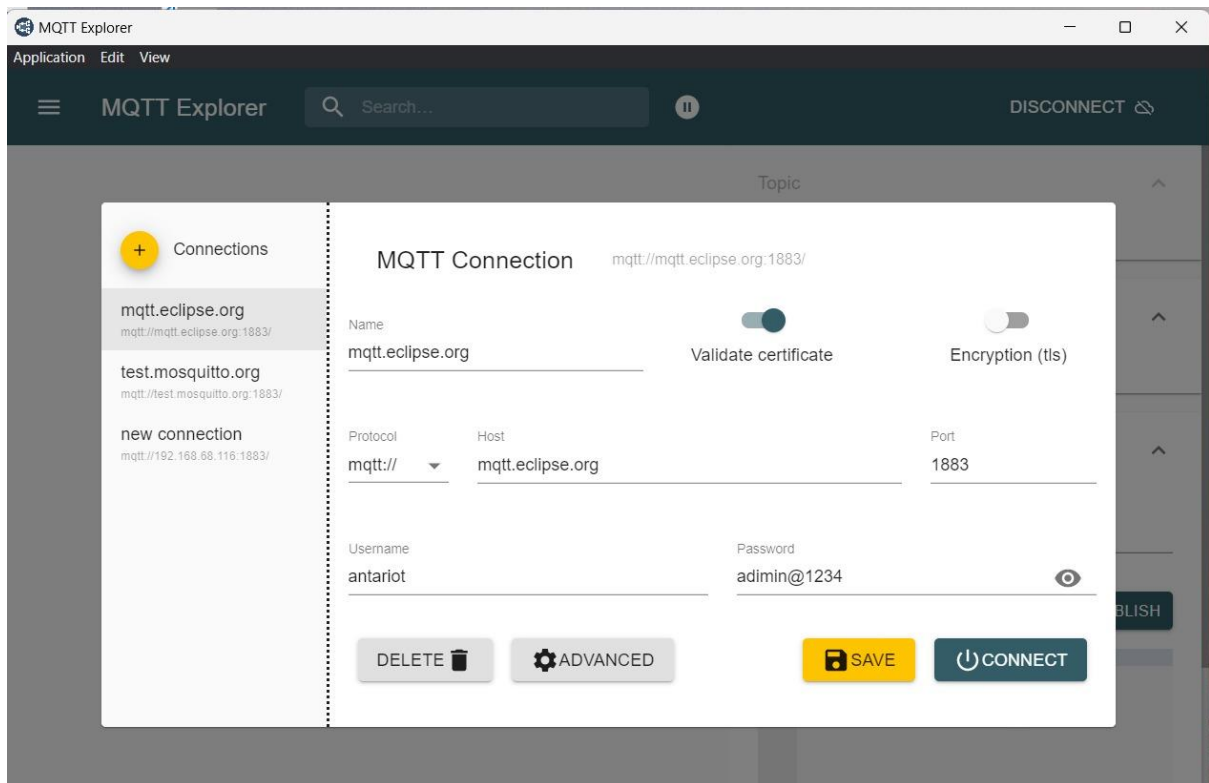 MQTT Explorer
Application Edit View
MQTT Explorer
Search...
DISCONNECT
Topic
Connections
mqtt.eclipse.org
mqtt://mqtt.eclipse.org:1883/
test.mosquitto.org
mqtt://test.mosquitto.org:1883/
new connection
mqtt://192.168.68.116:1883/
MQTT Connection mqtt://mqtt.eclipse.org:1883/
Name
mqtt.eclipse.org
Validate certificate
Encryption (tls)
Protocol Host Port
mqtt:// mqtt.eclipse.org 1883
Username Password
antariot adimin@1234
DELETE ADVANCED SAVE CONNECT
BLISH